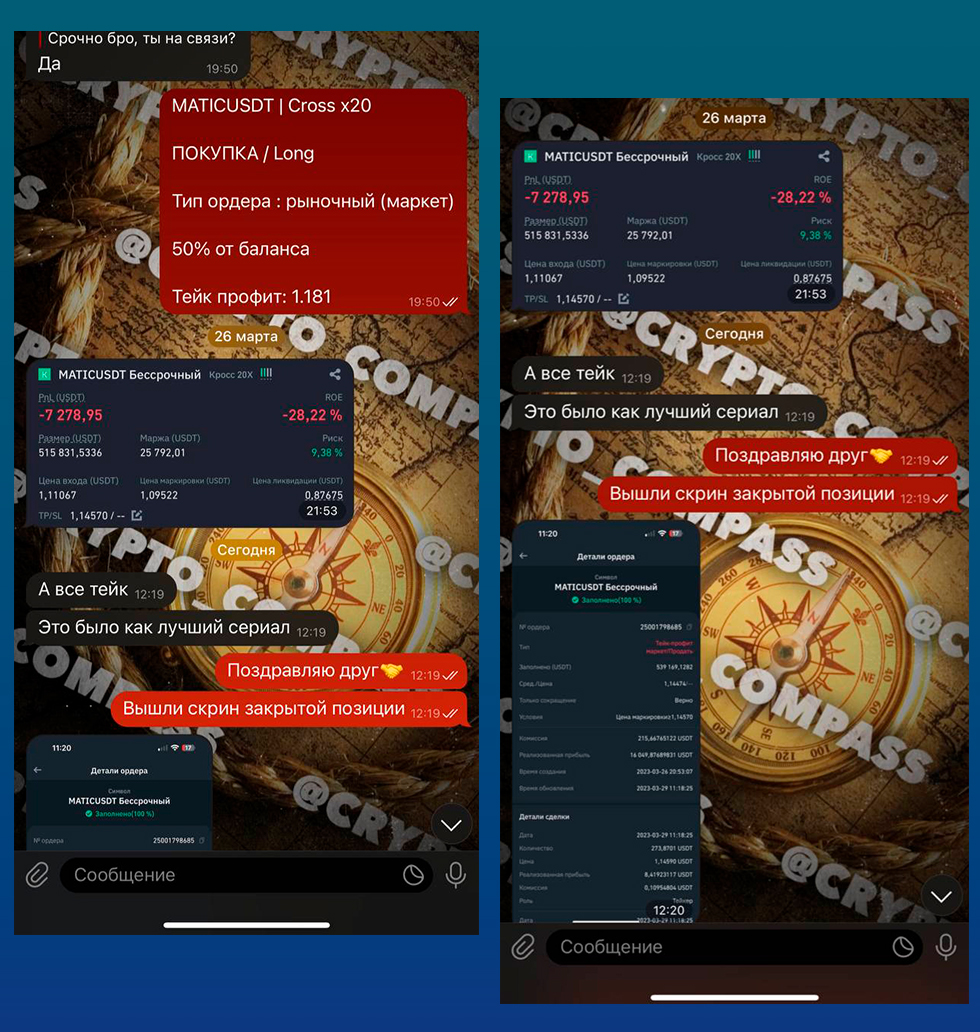 Срочно бро, ты на связи?
Да
19:50
MATICUSDT | Cross x20
ПОКУПКА / Long
Тип ордера : рыночный (маркет)
50% от баланса
Тейк профит: 1.181
19:50
26 марта
MATICUSDT Бессрочный Кросс 20X
PnL (USDT) ROE
-7 278,95 -28,22 %
Размер (USDT) Маржа (USDT) Риск
515 831,5336 25 792,01 9,38 %
Цена входа (USDT) Цена маркировки (USDT) Цена ликвидации (USDT)
1,11067 1,09522 0,87675
TP/SL 1,14570 / --
21:53
Сегодня
А все тейк 12:19
Это было как лучший сериал 12:19
Поздравляю друг🤝 12:19
Вышли скрин закрытой позиции 12:19
11:20 17
Детали ордера
Символ
MATICUSDT Бессрочный
Заполнено(100 %)
№ ордера 25001798685
Сообщение
26 марта
MATICUSDT Бессрочный Кросс 20X
PnL (USDT) ROE
-7 278,95 -28,22 %
Размер (USDT) Маржа (USDT) Риск
515 831,5336 25 792,01 9,38 %
Цена входа (USDT) Цена маркировки (USDT) Цена ликвидации (USDT)
1,11067 1,09522 0,87675
TP/SL 1,14570 / --
21:53
Сегодня
А все тейк 12:19
Это было как лучший сериал 12:19
Поздравляю друг🤝 12:19
Вышли скрин закрытой позиции 12:19
11:20 17
Детали ордера
Символ
MATICUSDT Бессрочный
Заполнено(100 %)
№ ордера 25001798685
Тип Тейк-профит
маркет/Продать
Заполнено (USDT) 539 169,1282
Сред./Цена 1,14474/--
Только сокращение Верно
Условия Цена маркировки≥1,14570
Комиссия 215,66765122 USDT
Реализованная прибыль 16 049,87689831 USDT
Время создания 2023-03-26 20:53:07
Время обновления 2023-03-29 11:18:25
Детали сделки
Дата 2023-03-29 11:18:25
Количество 273,8701 USDT
Цена 1,14590 USDT
Реализованная прибыль 8,41923117 USDT
Комиссия 0,10954804 USDT
Роль Тейкер
12:20
Дата 2023-03-29 11:18:25
Сообщение
@CRYPTO_COMPASS